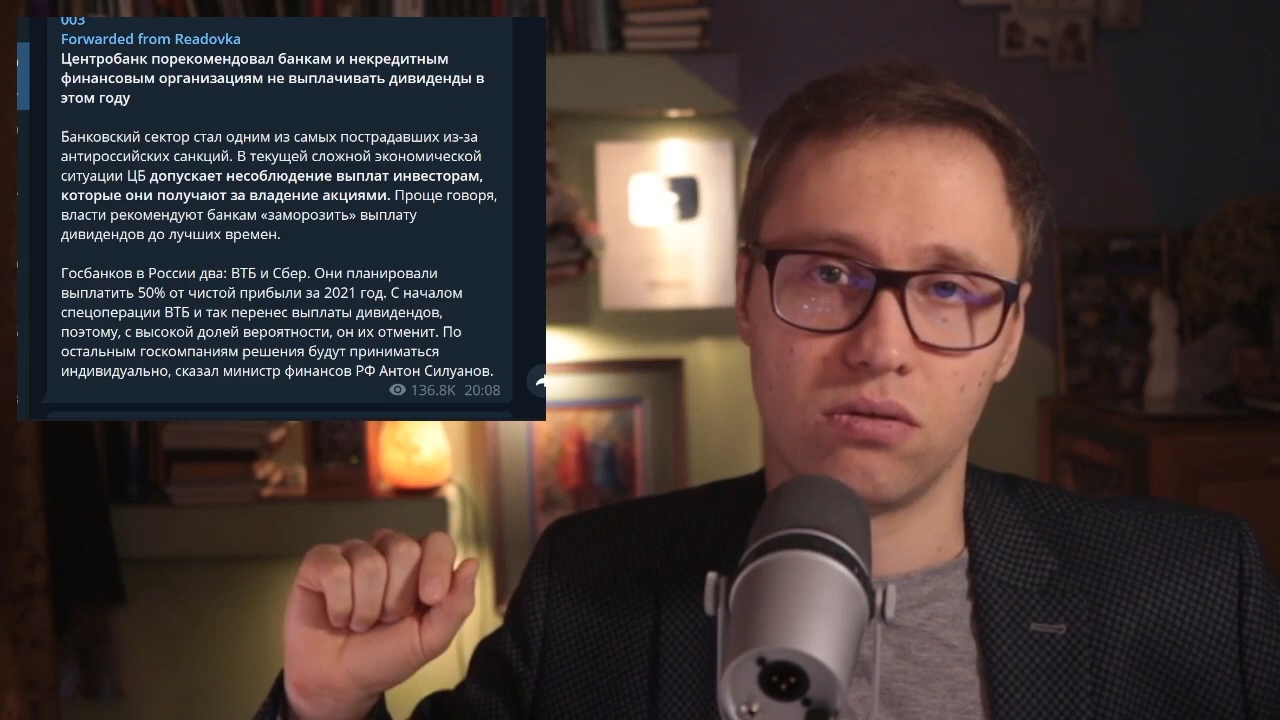 003
Forwarded from Readovka
Центробанк порекомендовал банкам и некредитным
финансовым организациям не выплачивать дивиденды в
этом году
Банковский сектор стал одним из самых пострадавших из-за
антироссийских санкций. В текущей сложной экономической
ситуации ЦБ допускает несоблюдение выплат инвесторам,
которые они получают за владение акциями. Проще говоря,
власти рекомендуют банкам «заморозить» выплату
дивидендов до лучших времен.
Госбанков в России два: ВТБ и Сбер. Они планировали
выплатить 50% от чистой прибыли за 2021 год. С началом
спецоперации ВТБ и так перенес выплаты дивидендов,
поэтому, с высокой долей вероятности, он их отменит. По
остальным госкомпаниям решения будут приниматься
индивидуально, сказал министр финансов РФ Антон Силуанов.
136.8K 20:08